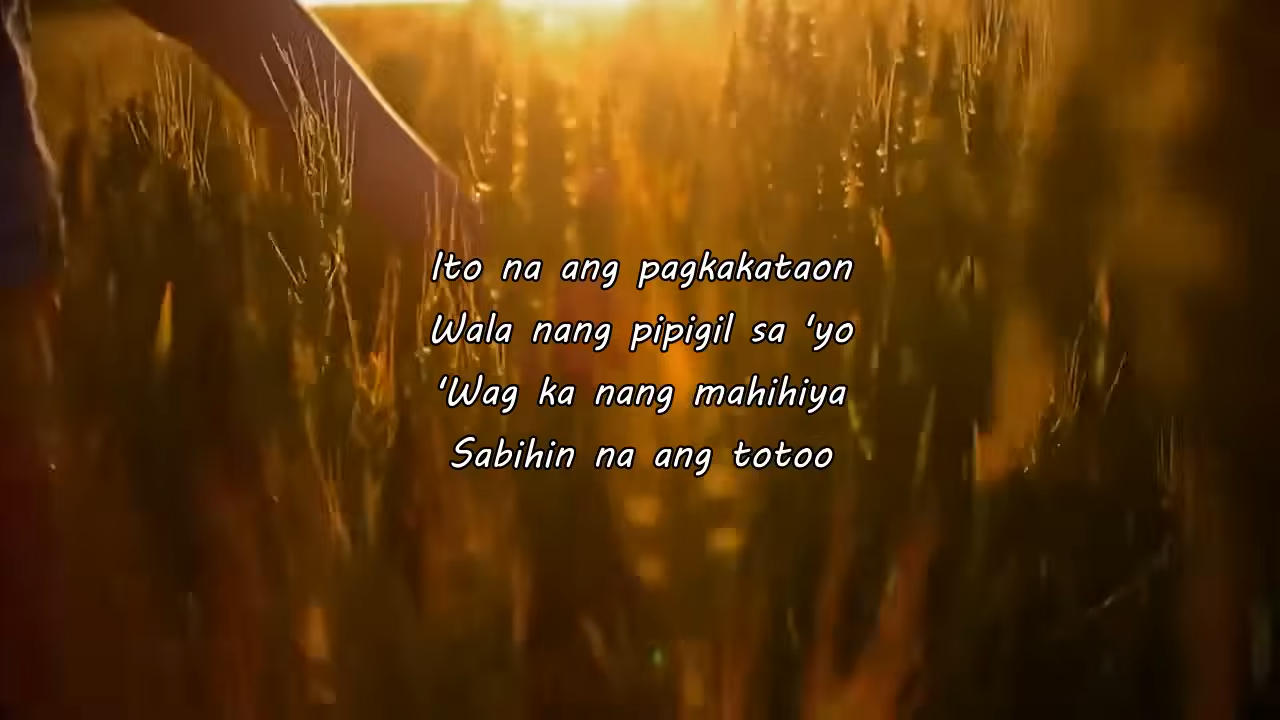 Ito na ang pagkakataon
Wala nang pipigil sa 'yo
'Wag ka nang mahihiya
Sabihin na ang totoo